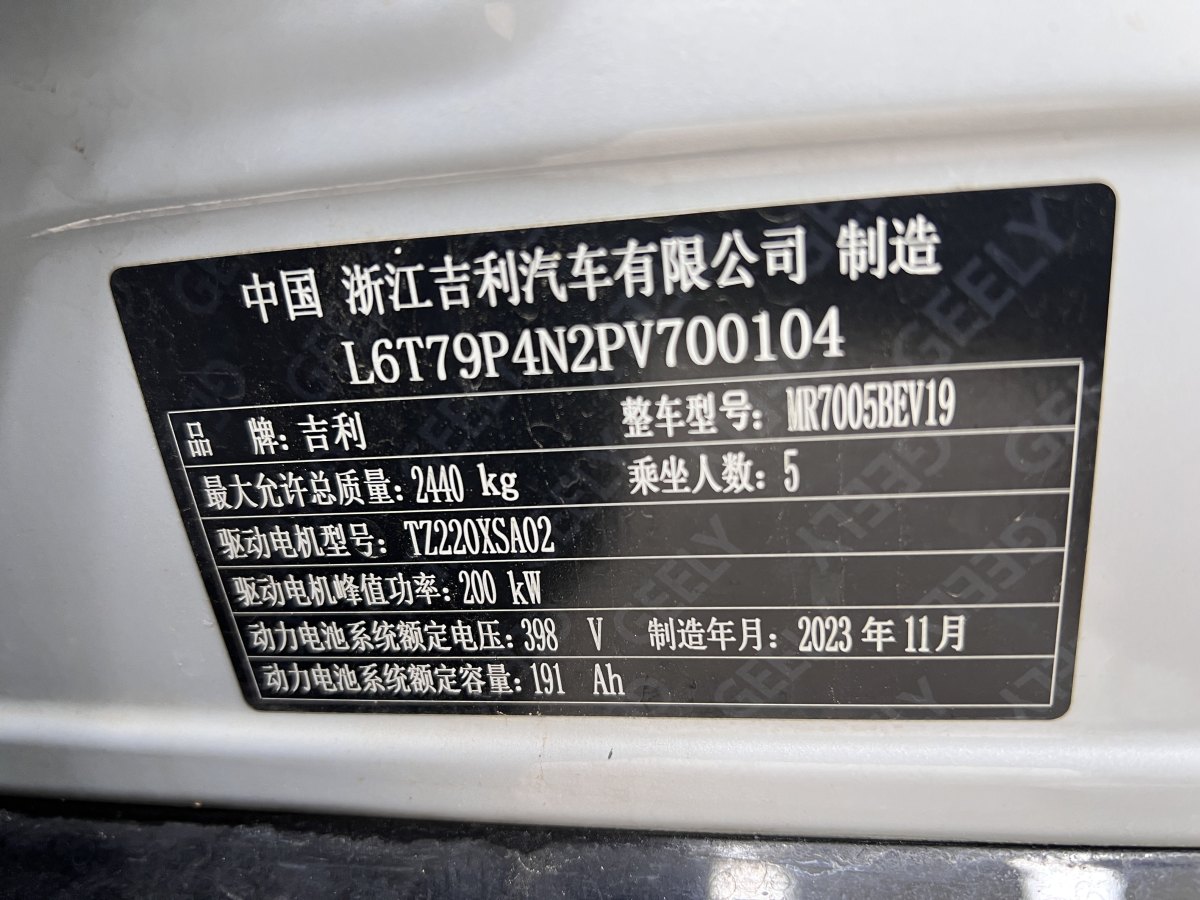 中国 浙江吉利汽车有限公司 制造
L6T79P4N2PV700104
品 牌: 吉利 整车型号: MR7005BEV19
最大允许总质量: 2440 kg 乘坐人数: 5
驱动电机型号: TZ220XSA02
驱动电机峰值功率: 200 kW
动力电池系统额定电压: 398 V 制造年月: 2023 年 11 月
动力电池系统额定容量: 191 Ah